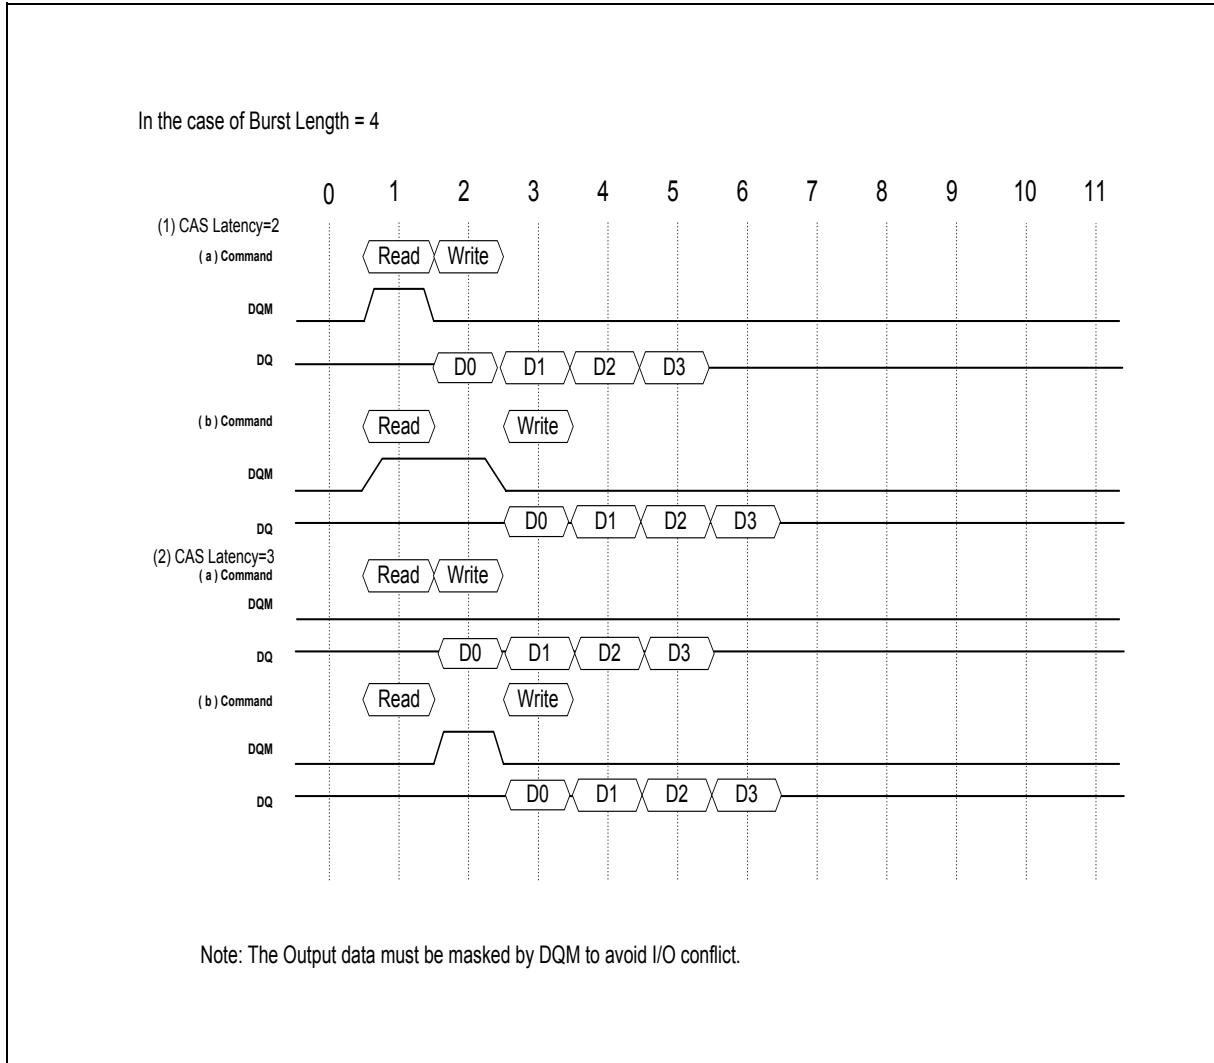 In the case of Burst Length = 4
0 1 2 3 4 5 6 7 8 9 10 11
(1) CAS Latency=2
( a ) Command Read Write
DQM
DQ D0 D1 D2 D3
( b ) Command Read Write
DQM
DQ D0 D1 D2 D3
(2) CAS Latency=3
( a ) Command Read Write
DQM
DQ D0 D1 D2 D3
( b ) Command Read Write
DQM
DQ D0 D1 D2 D3
Note: The Output data must be masked by DQM to avoid I/O conflict.